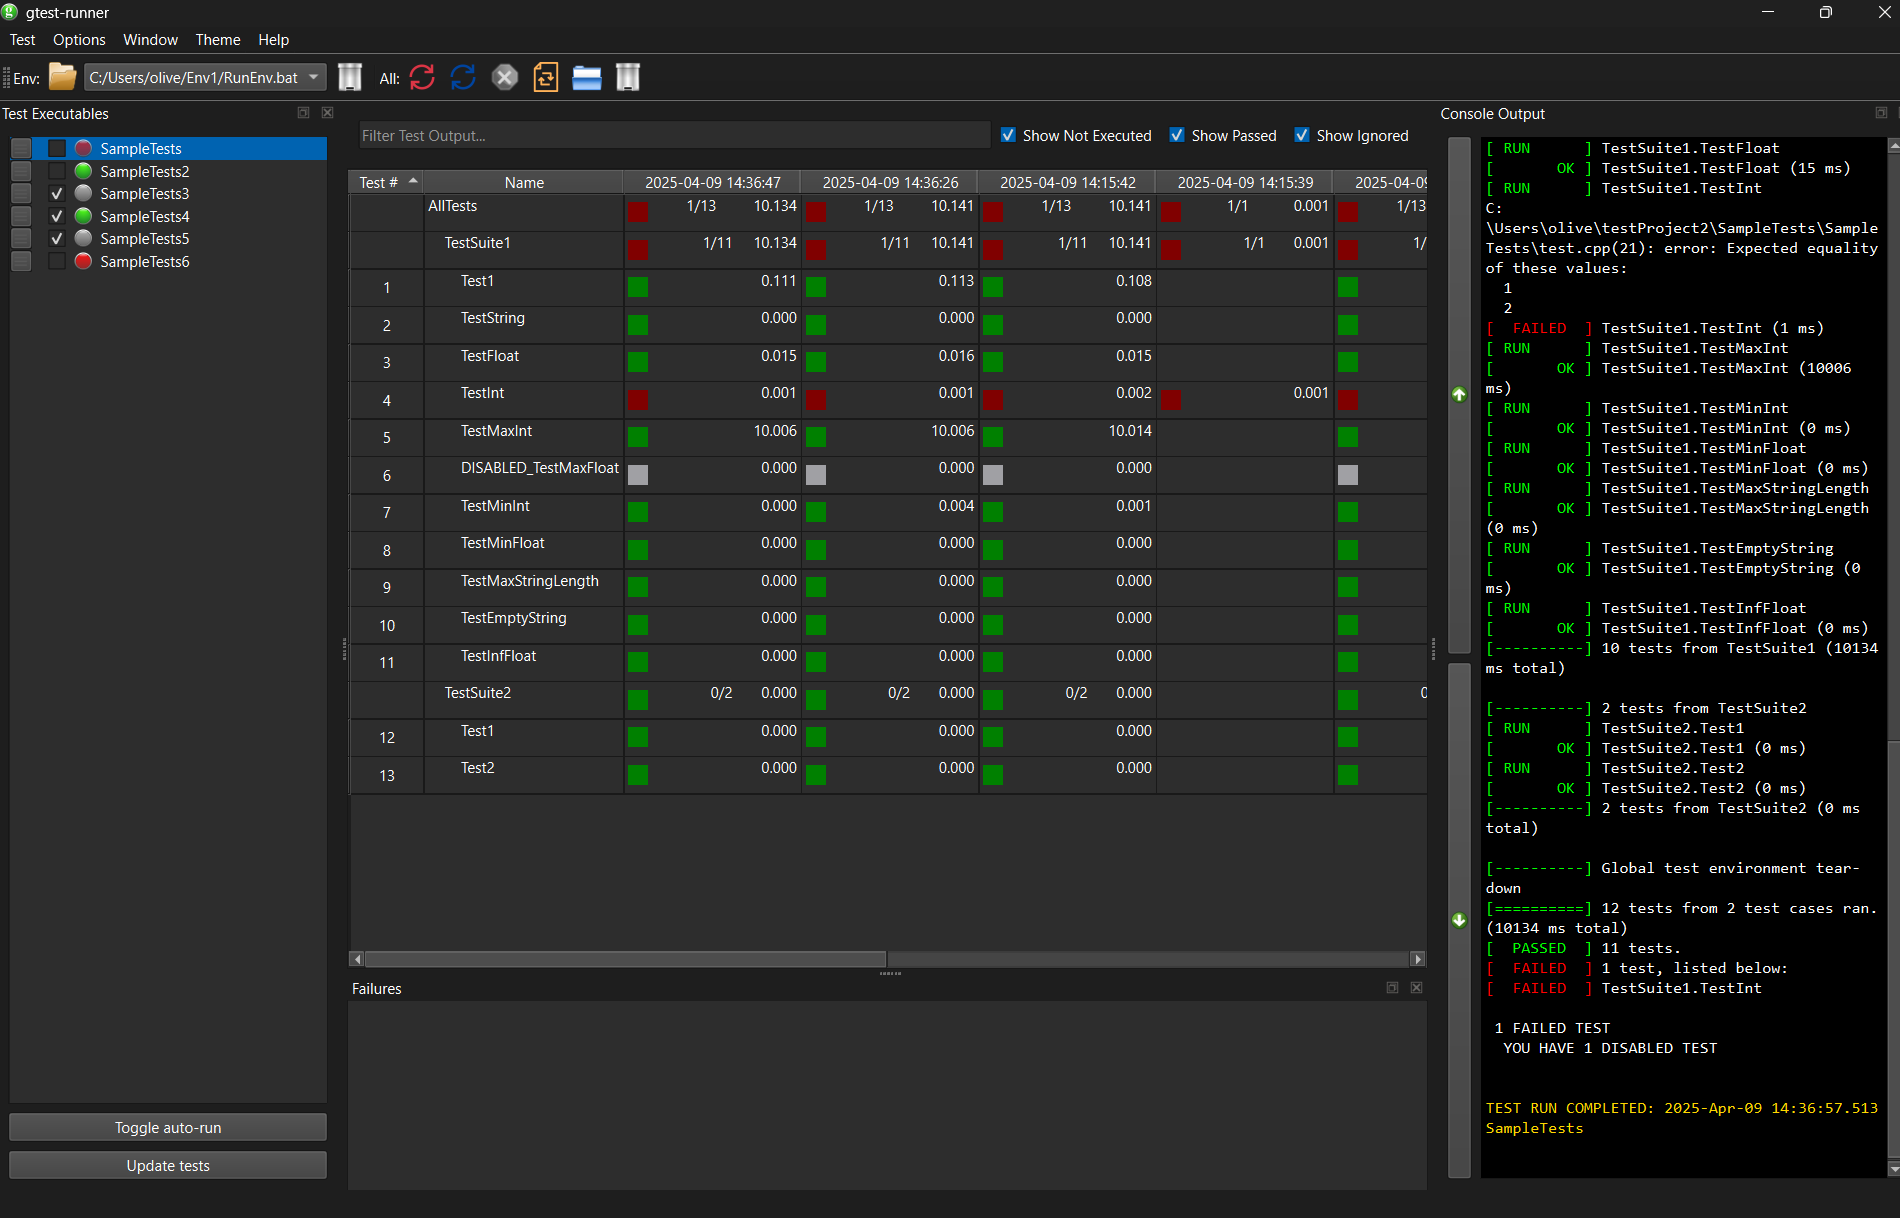 gtest-runner
Test Options Window Theme Help
Env: C:/Users/olive/Env1/RunEnv.bat All:
Test Executables
SampleTests
SampleTests2
SampleTests3
SampleTests4
SampleTests5
SampleTests6
Toggle auto-run
Update tests
Filter Test Output... Show Not Executed Show Passed Show Ignored
Test # Name 2025-04-09 14:36:47 2025-04-09 14:36:26 2025-04-09 14:15:42 2025-04-09 14:15:39 2025-04-09
AllTests 1/13 10.134 1/13 10.141 1/13 10.141 1/1 0.001 1/13
TestSuite1 1/11 10.134 1/11 10.141 1/11 10.141 1/1 0.001 1/
1 Test1 0.111 0.113 0.108
2 TestString 0.000 0.000 0.000
3 TestFloat 0.015 0.016 0.015
4 TestInt 0.001 0.001 0.002 0.001
5 TestMaxInt 10.006 10.006 10.014
6 DISABLED_TestMaxFloat 0.000 0.000 0.000
7 TestMinInt 0.000 0.004 0.001
8 TestMinFloat 0.000 0.000 0.000
9 TestMaxStringLength 0.000 0.000 0.000
10 TestEmptyString 0.000 0.000 0.000
11 TestInfFloat 0.000 0.000 0.000
TestSuite2 0/2 0.000 0/2 0.000 0/2 0.000 0
12 Test1 0.000 0.000 0.000
13 Test2 0.000 0.000 0.000
Failures
Console Output
[ RUN      ] TestSuite1.TestFloat
[       OK ] TestSuite1.TestFloat (15 ms)
[ RUN      ] TestSuite1.TestInt
C:
\Users\olive\testProject2\SampleTests\Sample
Tests\test.cpp(21): error: Expected equality
of these values:
  1
  2
[  FAILED  ] TestSuite1.TestInt (1 ms)
[ RUN      ] TestSuite1.TestMaxInt
[       OK ] TestSuite1.TestMaxInt (10006
ms)
[ RUN      ] TestSuite1.TestMinInt
[       OK ] TestSuite1.TestMinInt (0 ms)
[ RUN      ] TestSuite1.TestMinFloat
[       OK ] TestSuite1.TestMinFloat (0 ms)
[ RUN      ] TestSuite1.TestMaxStringLength
[       OK ] TestSuite1.TestMaxStringLength
(0 ms)
[ RUN      ] TestSuite1.TestEmptyString
[       OK ] TestSuite1.TestEmptyString (0
ms)
[ RUN      ] TestSuite1.TestInfFloat
[       OK ] TestSuite1.TestInfFloat (0 ms)
[----------] 10 tests from TestSuite1 (10134
ms total)
[----------] 2 tests from TestSuite2
[ RUN      ] TestSuite2.Test1
[       OK ] TestSuite2.Test1 (0 ms)
[ RUN      ] TestSuite2.Test2
[       OK ] TestSuite2.Test2 (0 ms)
[----------] 2 tests from TestSuite2 (0 ms
total)
[----------] Global test environment tear-
down
[==========] 12 tests from 2 test cases ran.
(10134 ms total)
[  PASSED  ] 11 tests.
[  FAILED  ] 1 test, listed below:
[  FAILED  ] TestSuite1.TestInt
 1 FAILED TEST
  YOU HAVE 1 DISABLED TEST
TEST RUN COMPLETED: 2025-Apr-09 14:36:57.513
SampleTests